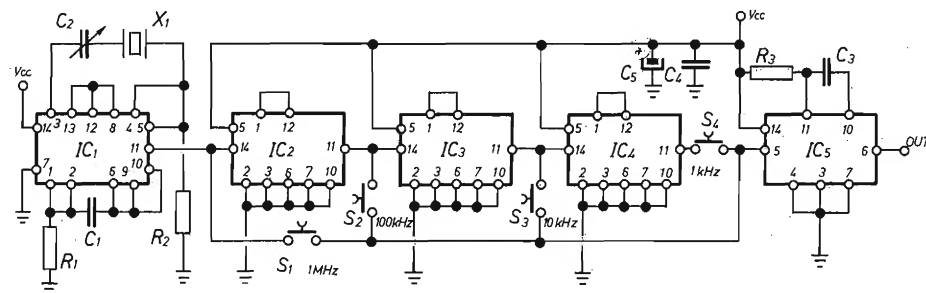 C2 X1 Vcc
Vcc R3 C3
C5 C4
14 3 13 12 8 4 5
IC1 11 10
7 1 2 6 9
C1 R1 R2
5 1 12
14 IC2 11
2 3 6 7 10
S2 100kHz
S1 1MHz
5 1 12
14 IC3 11
2 3 6 7 10
S3 10kHz
5 1 12
14 IC4 11
2 3 6 7 10
S4 1kHz
14 11 10
5 IC5 6 OUT
4 3 7